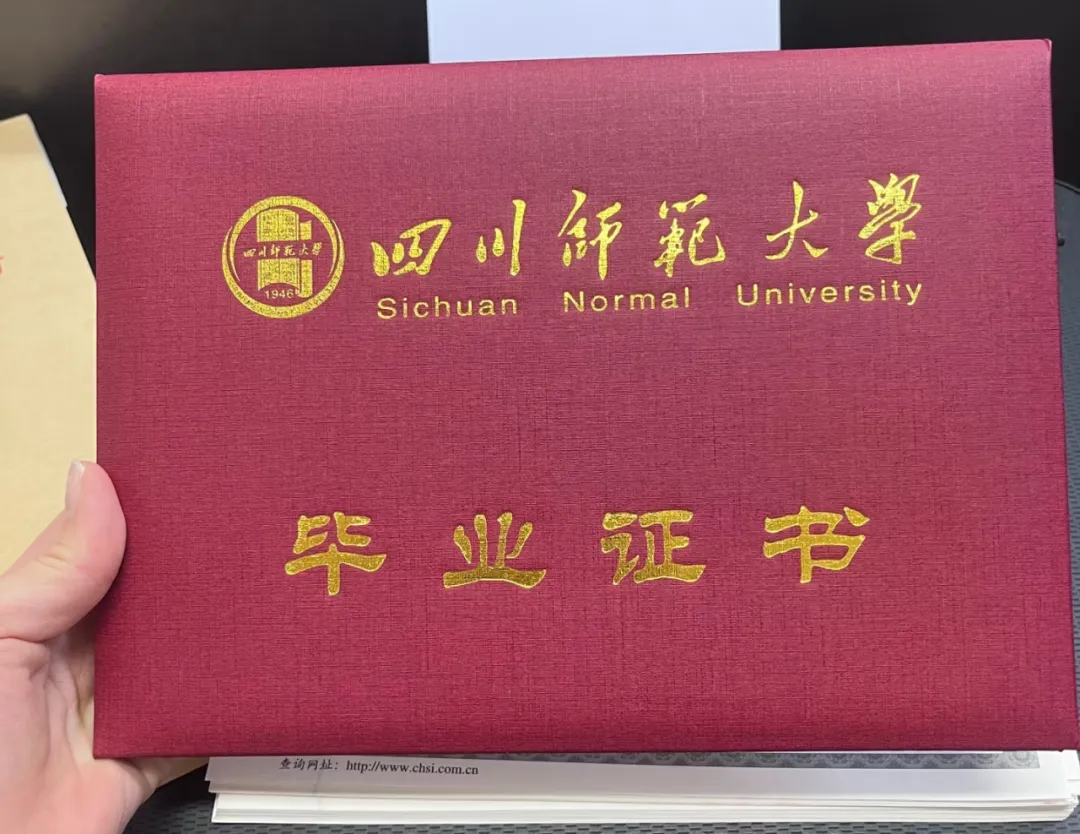 四川師範大學
1946
四川師範大學
Sichuan Normal University
毕业证书
查询网址：http://www.chsi.com.cn